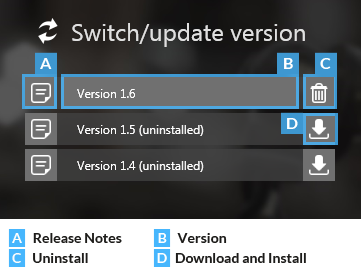 Switch/update version
A B C
Version 1.6
Version 1.5 (uninstalled) D
Version 1.4 (uninstalled)
A Release Notes B Version
C Uninstall D Download and Install